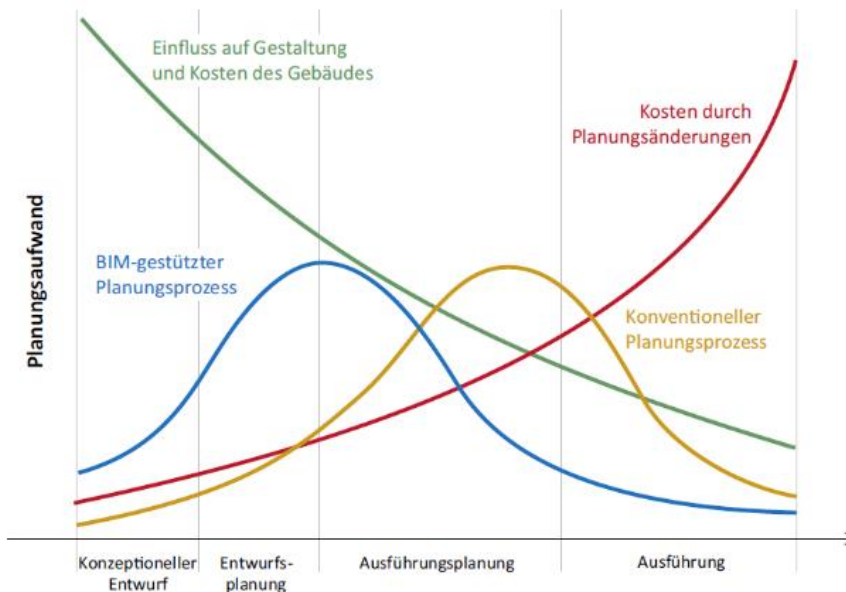 Einfluss auf Gestaltung
und Kosten des Gebäudes
Kosten durch
Planungsänderungen
BIM-gestützter
Planungsprozess
Konventioneller
Planungsprozess
Planungsaufwand
Konzeptioneller
Entwurf
Entwurfs-
planung
Ausführungsplanung
Ausführung